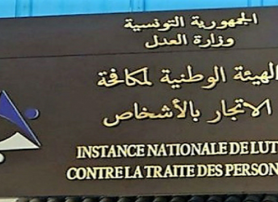 الجمهورية التونسية
وزارة العدل
الهيئة الوطنية لمكافحة
الاتجار بالأشخاص
INSTANCE NATIONALE DE LUT
CONTRE LA TRAITE DES PERSON